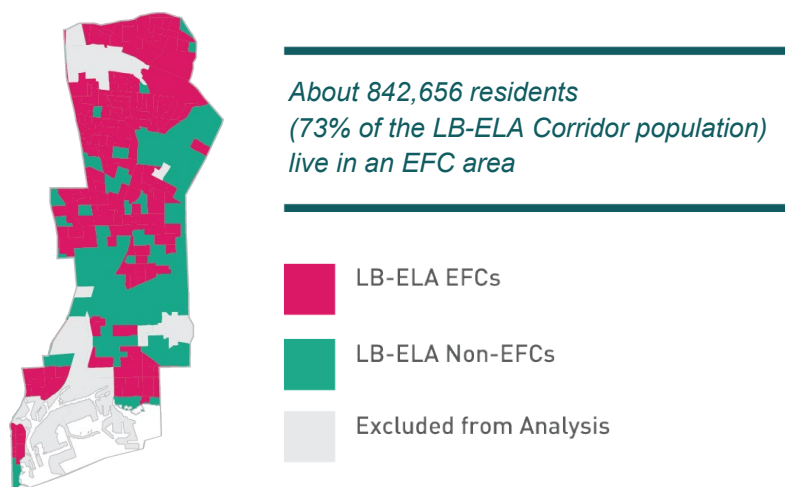 About 842,656 residents
(73% of the LB-ELA Corridor population)
live in an EFC area
LB-ELA EFCs
LB-ELA Non-EFCs
Excluded from Analysis